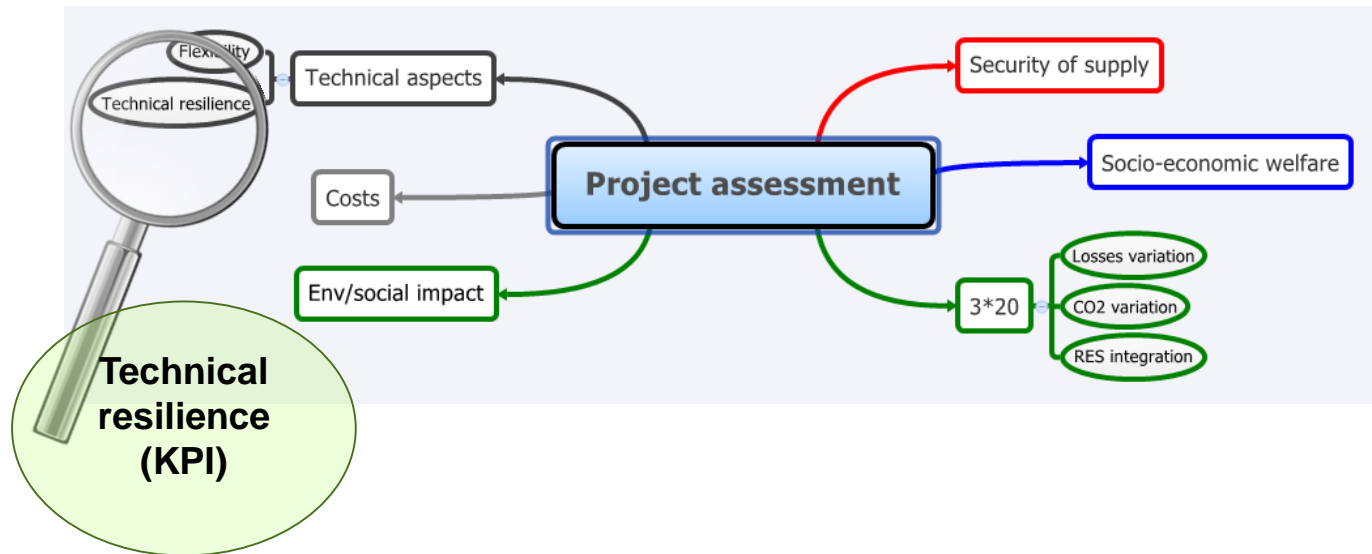 Flexibility
Technical resilience
Technical aspects
Costs
Env/social impact
Project assessment
Security of supply
Socio-economic welfare
3*20
Losses variation
CO2 variation
RES integration
Technical
resilience
(KPI)